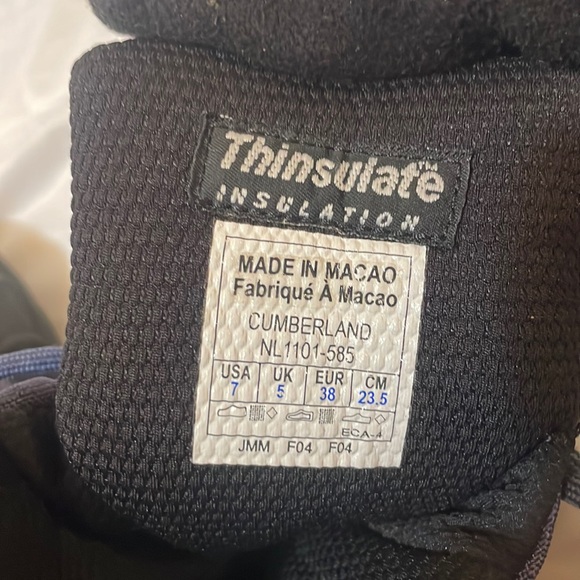 Thinsulate™
INSULATION
MADE IN MACAO
Fabriqué À Macao
CUMBERLAND
NL1101-585
USA UK EUR CM
7 5 38 23.5
ECA-4
JMM F04 F04